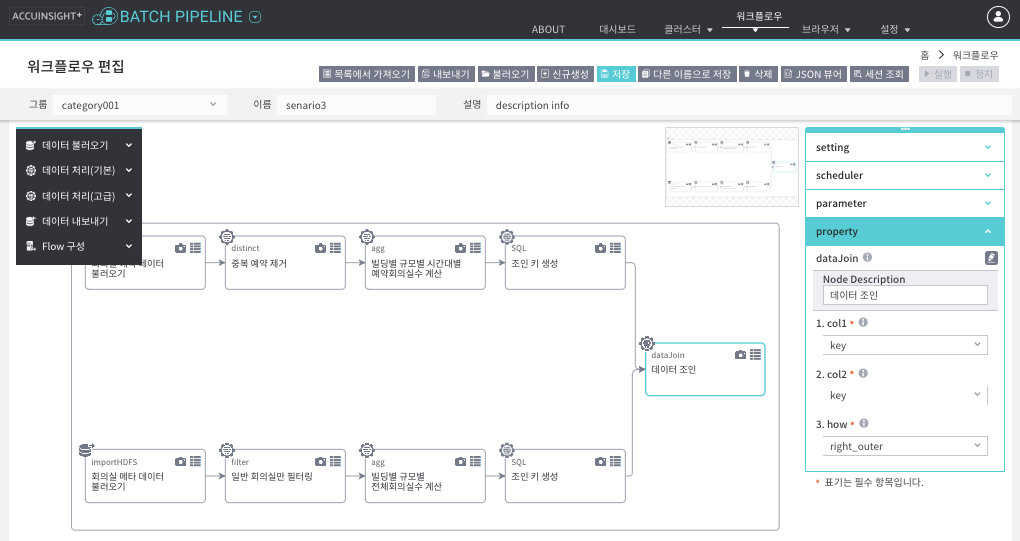 ACCUINSIGHT+
BATCH PIPELINE
ABOUT
대시보드
클러스터
워크플로우
브라우저
설정
홈 > 워크플로우
워크플로우 편집
목록에서 가져오기
내보내기
불러오기
신규생성
저장
다른 이름으로 저장
삭제
JSON 뷰어
세션 조회
실행
정지
그룹
category001
이름
senario3
설명
description info
데이터 불러오기
데이터 처리(기본)
데이터 처리(고급)
데이터 내보내기
Flow 구성
데이터
불러오기
distinct
중복 예약 제거
agg
빌딩별 규모별 시간대별
예약회의실수 계산
SQL
조인 키 생성
dataJoin
데이터 조인
importHDFS
회의실 메타 데이터
불러오기
filter
일반 회의실만 필터링
agg
빌딩별 규모별
전체회의실수 계산
SQL
조인 키 생성
setting
scheduler
parameter
property
dataJoin
Node Description
데이터 조인
1. col1 *
key
2. col2 *
key
3. how *
right_outer
* 표기는 필수 항목입니다.